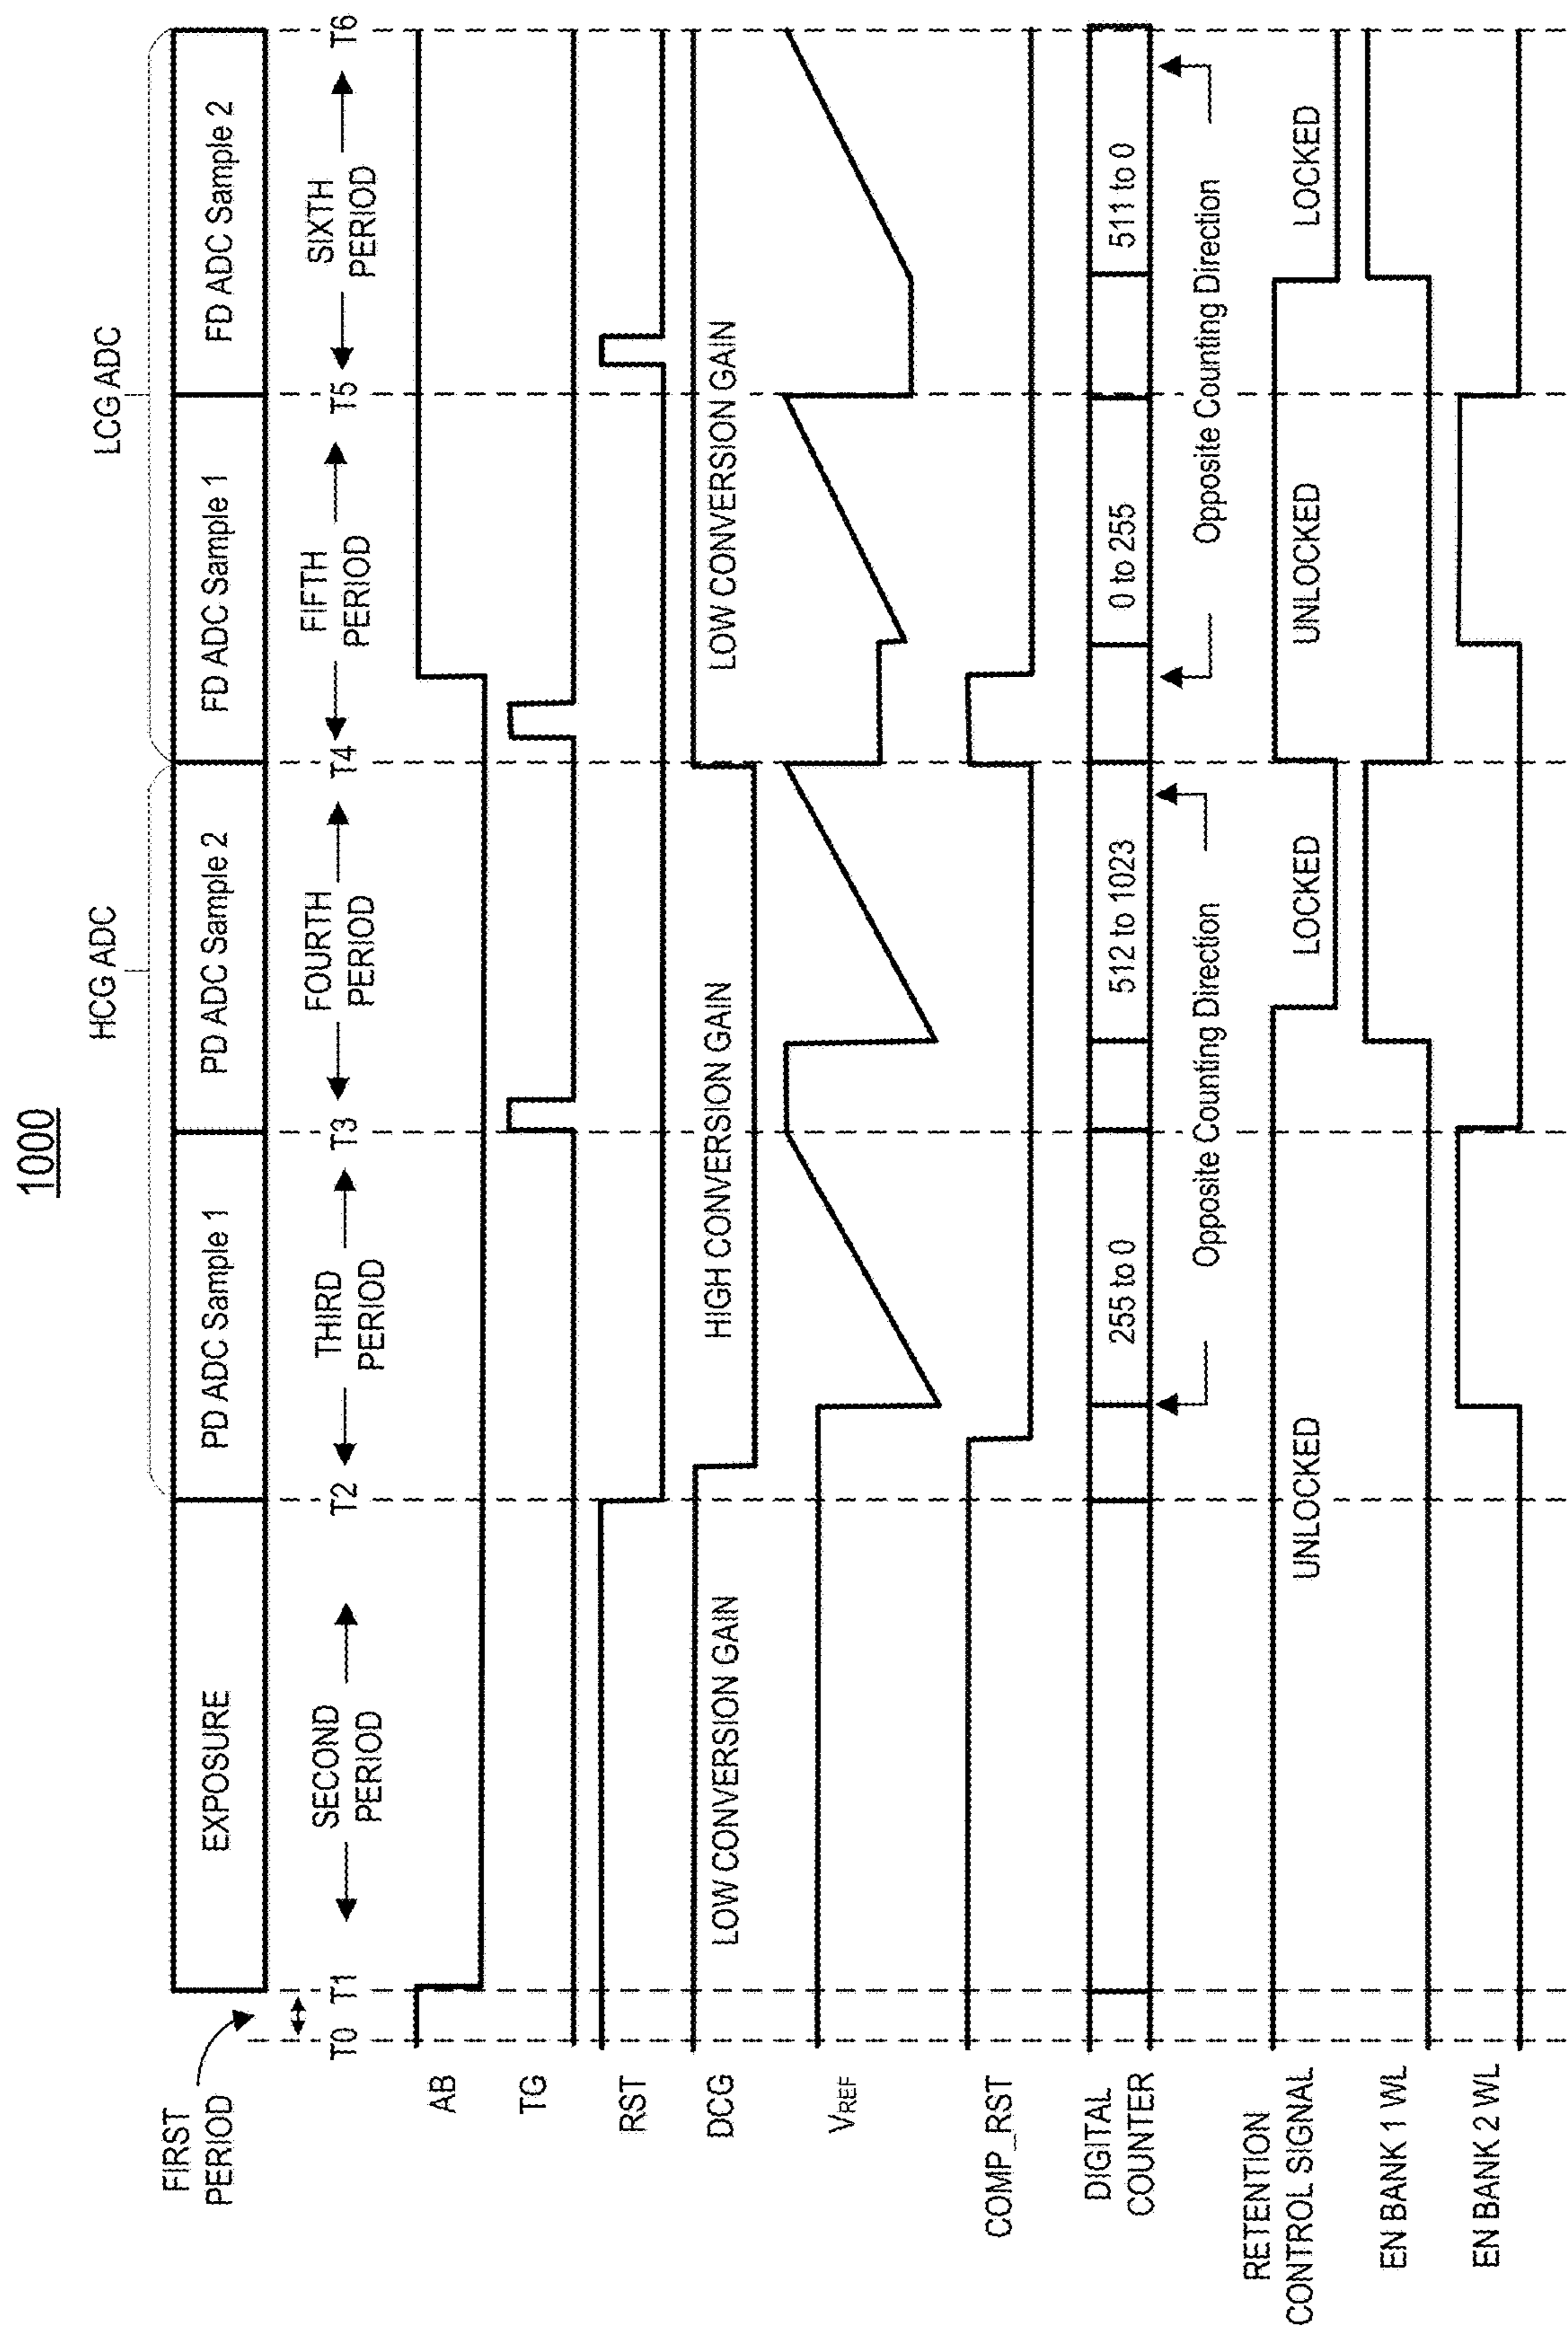 1000
HCG ADC
LCG ADC
FIRST
PERIOD
EXPOSURE
PD ADC Sample 1
PD ADC Sample 2
FD ADC Sample 1
FD ADC Sample 2
T0
T1
SECOND
PERIOD
T2
THIRD
PERIOD
T3
FOURTH
PERIOD
T4
FIFTH
PERIOD
T5
SIXTH
PERIOD
T6
AB
TG
RST
DCG
LOW CONVERSION GAIN
HIGH CONVERSION GAIN
LOW CONVERSION GAIN
VREF
COMP_RST
DIGITAL
COUNTER
255 to 0
512 to 1023
0 to 255
511 to 0
Opposite Counting Direction
Opposite Counting Direction
RETENTION
CONTROL SIGNAL
UNLOCKED
LOCKED
UNLOCKED
LOCKED
EN BANK 1 WL
EN BANK 2 WL